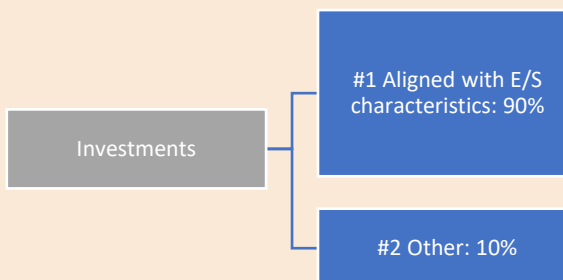 #1 Aligned with E/S
characteristics: 90%
Investments
#2 Other: 10%